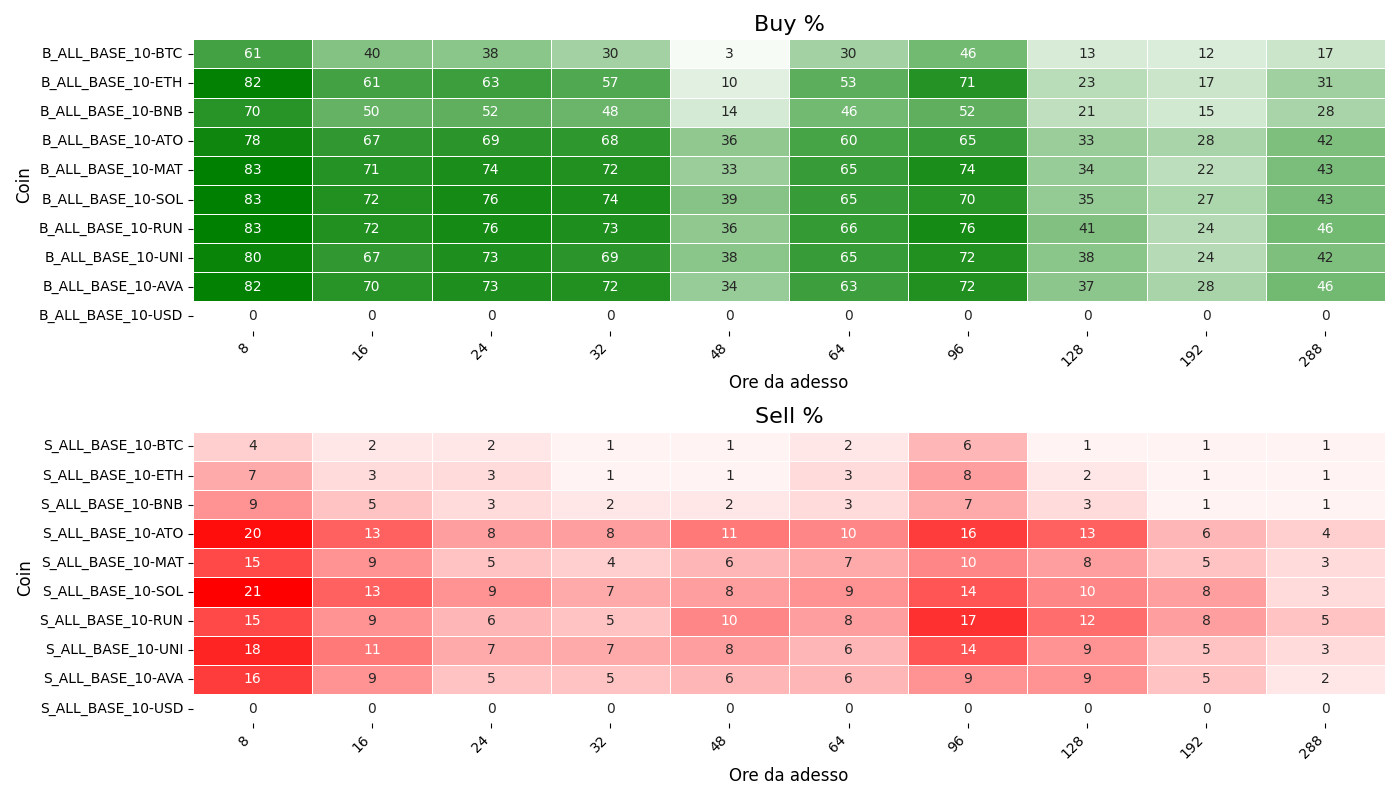 Buy %
Coin
B_ALL_BASE_10-BTC 61 40 38 30 3 30 46 13 12 17
B_ALL_BASE_10-ETH 82 61 63 57 10 53 71 23 17 31
B_ALL_BASE_10-BNB 70 50 52 48 14 46 52 21 15 28
B_ALL_BASE_10-ATO 78 67 69 68 36 60 65 33 28 42
B_ALL_BASE_10-MAT 83 71 74 72 33 65 74 34 22 43
B_ALL_BASE_10-SOL 83 72 76 74 39 65 70 35 27 43
B_ALL_BASE_10-RUN 83 72 76 73 36 66 76 41 24 46
B_ALL_BASE_10-UNI 80 67 73 69 38 65 72 38 24 42
B_ALL_BASE_10-AVA 82 70 73 72 34 63 72 37 28 46
B_ALL_BASE_10-USD 0 0 0 0 0 0 0 0 0 0
8 16 24 32 48 64 96 128 192 288
Ore da adesso
Sell %
Coin
S_ALL_BASE_10-BTC 4 2 2 1 1 2 6 1 1 1
S_ALL_BASE_10-ETH 7 3 3 1 1 3 8 2 1 1
S_ALL_BASE_10-BNB 9 5 3 2 2 3 7 3 1 1
S_ALL_BASE_10-ATO 20 13 8 8 11 10 16 13 6 4
S_ALL_BASE_10-MAT 15 9 5 4 6 7 10 8 5 3
S_ALL_BASE_10-SOL 21 13 9 7 8 9 14 10 8 3
S_ALL_BASE_10-RUN 15 9 6 5 10 8 17 12 8 5
S_ALL_BASE_10-UNI 18 11 7 7 8 6 14 9 5 3
S_ALL_BASE_10-AVA 16 9 5 5 6 6 9 9 5 2
S_ALL_BASE_10-USD 0 0 0 0 0 0 0 0 0 0
8 16 24 32 48 64 96 128 192 288
Ore da adesso